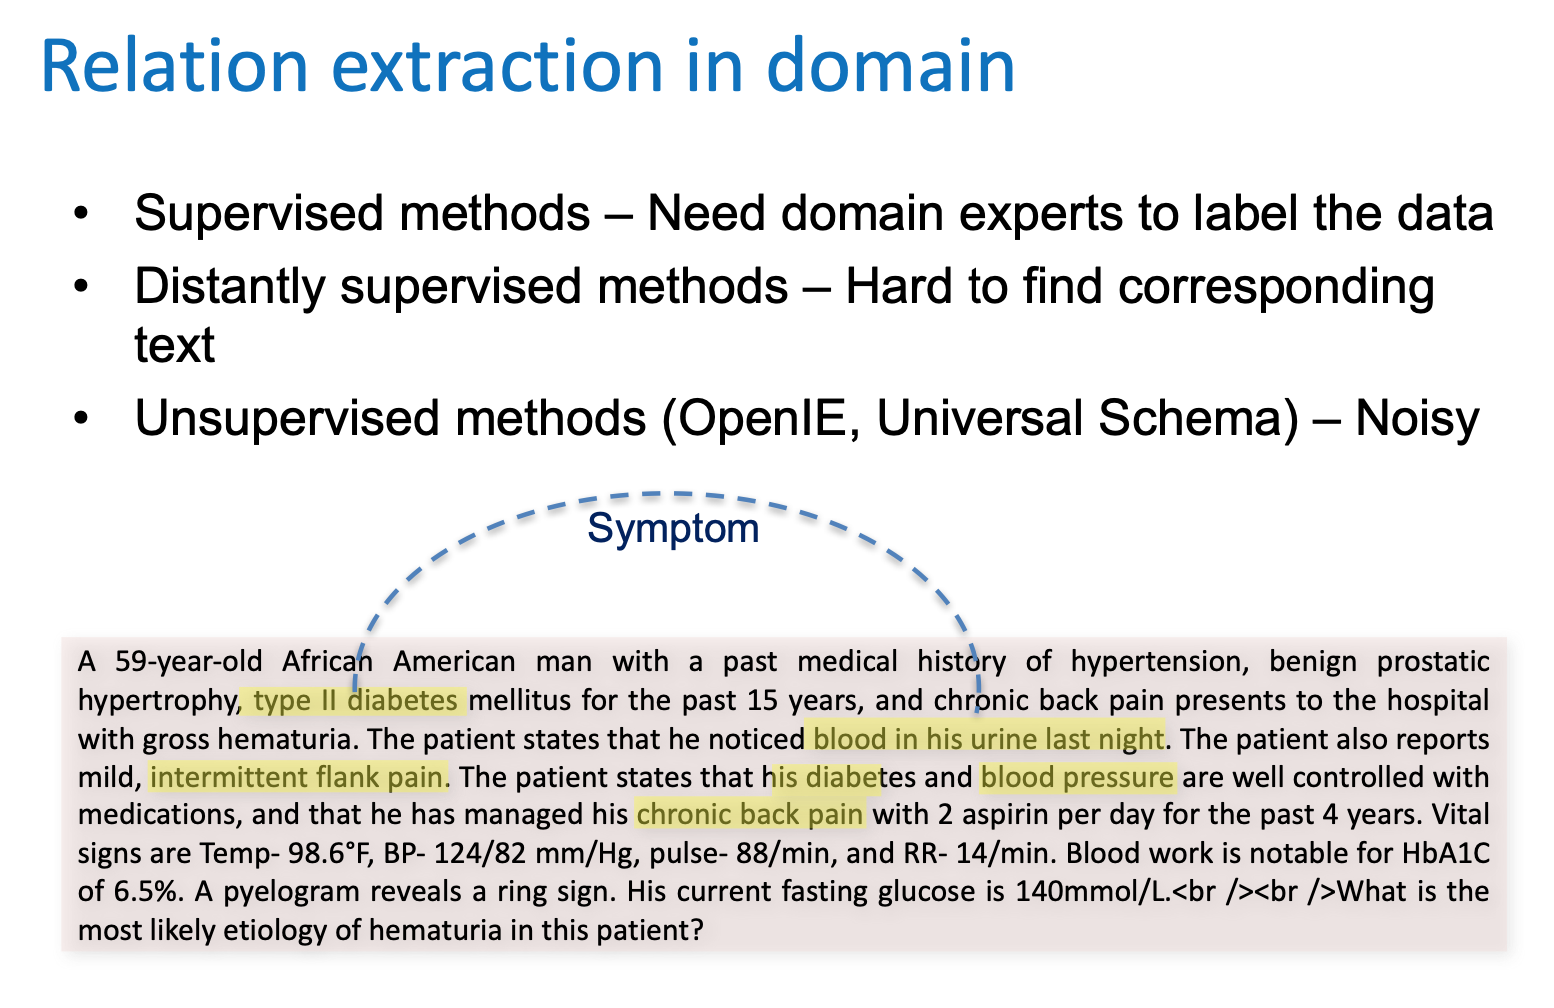 Relation extraction in domain
• Supervised methods – Need domain experts to label the data
• Distantly supervised methods – Hard to find corresponding
text
• Unsupervised methods (OpenIE, Universal Schema) – Noisy
Symptom
A 59-year-old African American man with a past medical history of hypertension, benign prostatic
hypertrophy, type II diabetes mellitus for the past 15 years, and chronic back pain presents to the hospital
with gross hematuria. The patient states that he noticed blood in his urine last night. The patient also reports
mild, intermittent flank pain. The patient states that his diabetes and blood pressure are well controlled with
medications, and that he has managed his chronic back pain with 2 aspirin per day for the past 4 years. Vital
signs are Temp- 98.6°F, BP- 124/82 mm/Hg, pulse- 88/min, and RR- 14/min. Blood work is notable for HbA1C
of 6.5%. A pyelogram reveals a ring sign. His current fasting glucose is 140mmol/L.<br /><br />What is the
most likely etiology of hematuria in this patient?